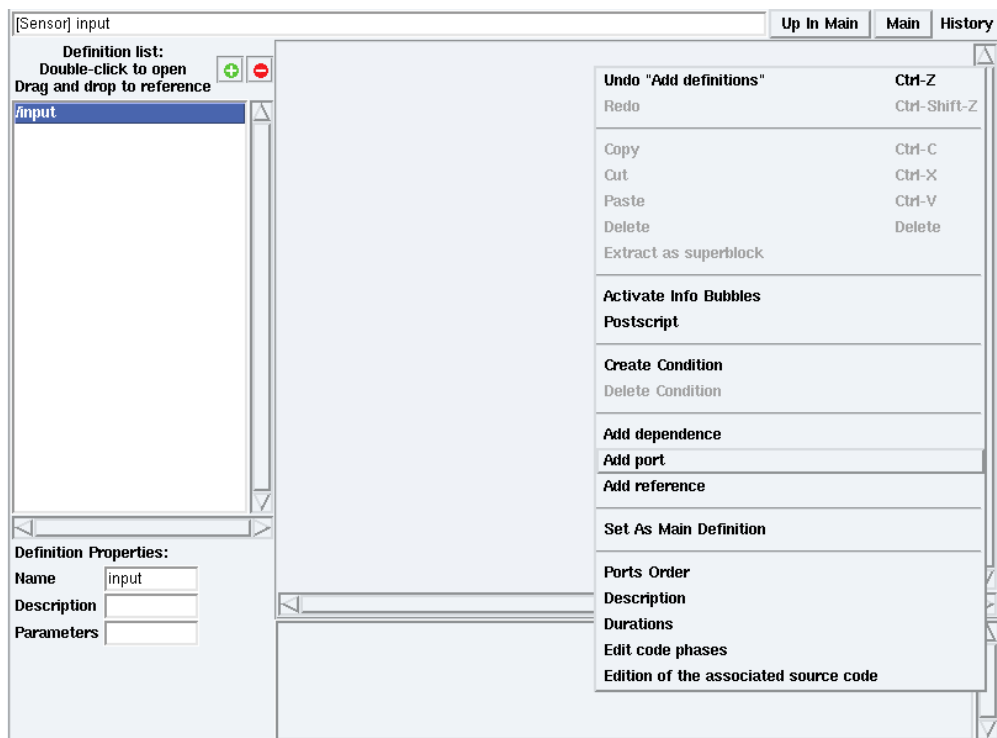 [Sensor] input
Up In Main
Main
History
Definition list:
Double-click to open
Drag and drop to reference
/input
Undo "Add definitions" Ctrl-Z
Redo Ctrl-Shift-Z
Copy Ctrl-C
Cut Ctrl-X
Paste Ctrl-V
Delete Delete
Extract as superblock
Activate Info Bubbles
Postscript
Create Condition
Delete Condition
Add dependence
Add port
Add reference
Set As Main Definition
Ports Order
Description
Durations
Edit code phases
Edition of the associated source code
Definition Properties:
Name input
Description
Parameters